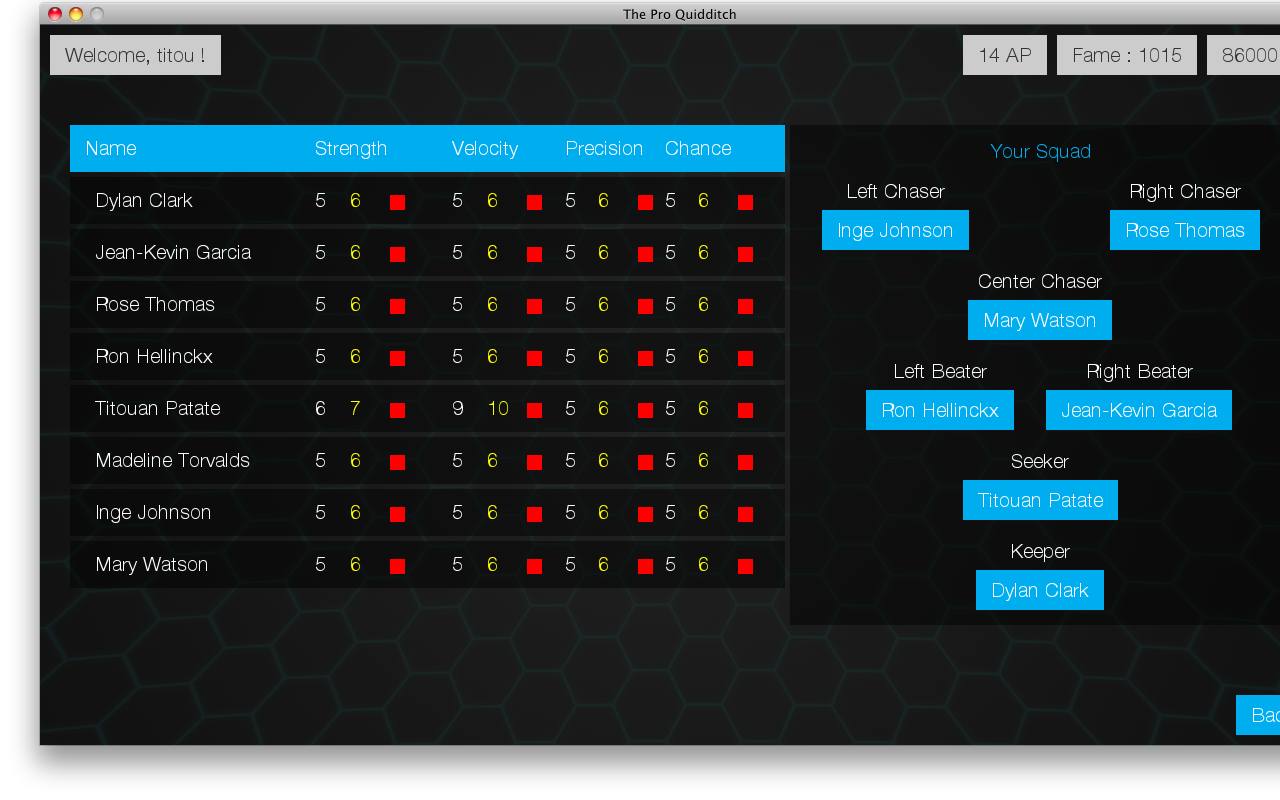 The Pro Quidditch
Welcome, titou !
14 AP
Fame : 1015
86000
Name Strength Velocity Precision Chance
Dylan Clark 5 6 5 6 5 6 5 6
Jean-Kevin Garcia 5 6 5 6 5 6 5 6
Rose Thomas 5 6 5 6 5 6 5 6
Ron Hellinckx 5 6 5 6 5 6 5 6
Titouan Patate 6 7 9 10 5 6 5 6
Madeline Torvalds 5 6 5 6 5 6 5 6
Inge Johnson 5 6 5 6 5 6 5 6
Mary Watson 5 6 5 6 5 6 5 6
Your Squad
Left Chaser Right Chaser
Inge Johnson Rose Thomas
Center Chaser
Mary Watson
Left Beater Right Beater
Ron Hellinckx Jean-Kevin Garcia
Seeker
Titouan Patate
Keeper
Dylan Clark